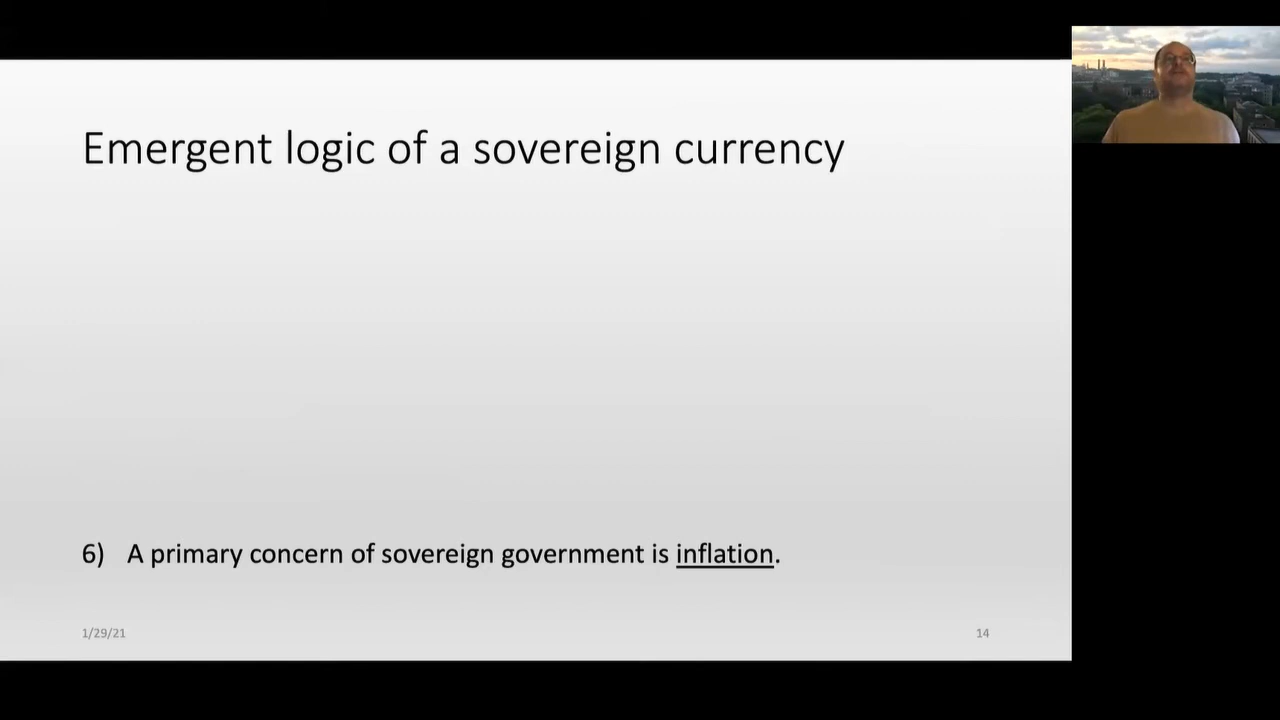 Emergent logic of a sovereign currency
6) A primary concern of sovereign government is inflation.
1/29/21
14